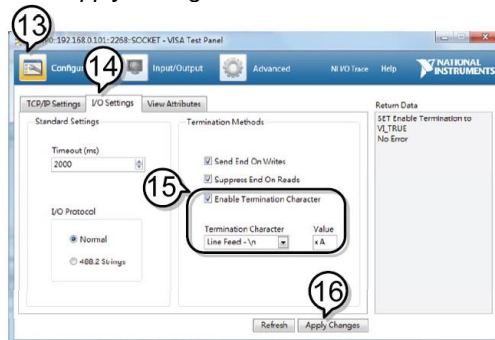 13
192.168.0.101::2268::SOCKET - VISA Test Panel
14
Input/Output
Advanced
NI I/O Trace
Help
NATIONAL INSTRUMENTS
TCP/IP Settings
I/O Settings
View Attributes
Return Data
Standard Settings
Termination Methods
SET Enable Termination to
VI_TRUE
No Error
Timeout (ms)
2000
Send End On Writes
Suppress End On Reads
15
Enable Termination Character
I/O Protocol
Termination Character
Value
Line Feed - \n
xA
Normal
488.2 Strings
16
Refresh
Apply Changes